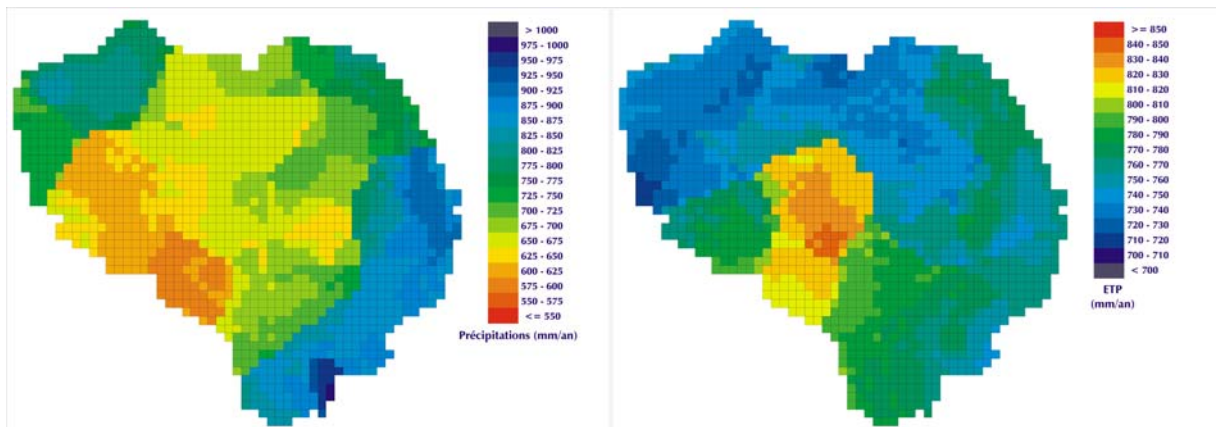 > 1000
975 - 1000
950 - 975
925 - 950
900 - 925
875 - 900
850 - 875
825 - 850
800 - 825
775 - 800
750 - 775
725 - 750
700 - 725
675 - 700
650 - 675
625 - 650
600 - 625
575 - 600
550 - 575
<= 550
Précipitations (mm/an)
>= 850
840 - 850
830 - 840
820 - 830
810 - 820
800 - 810
790 - 800
780 - 790
770 - 780
760 - 770
750 - 760
740 - 750
730 - 740
720 - 730
710 - 720
700 - 710
< 700
ETP
(mm/an)